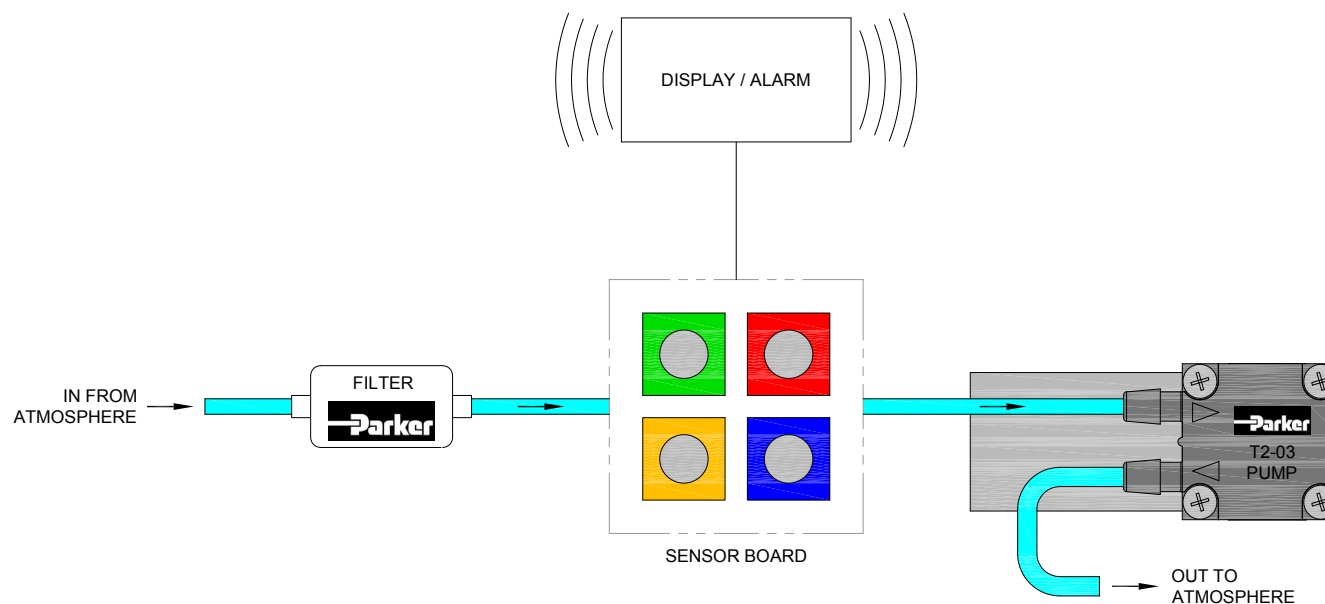 DISPLAY / ALARM
IN FROM
ATMOSPHERE
FILTER
Parker
Parker
T2-03
PUMP
SENSOR BOARD
OUT TO
ATMOSPHERE